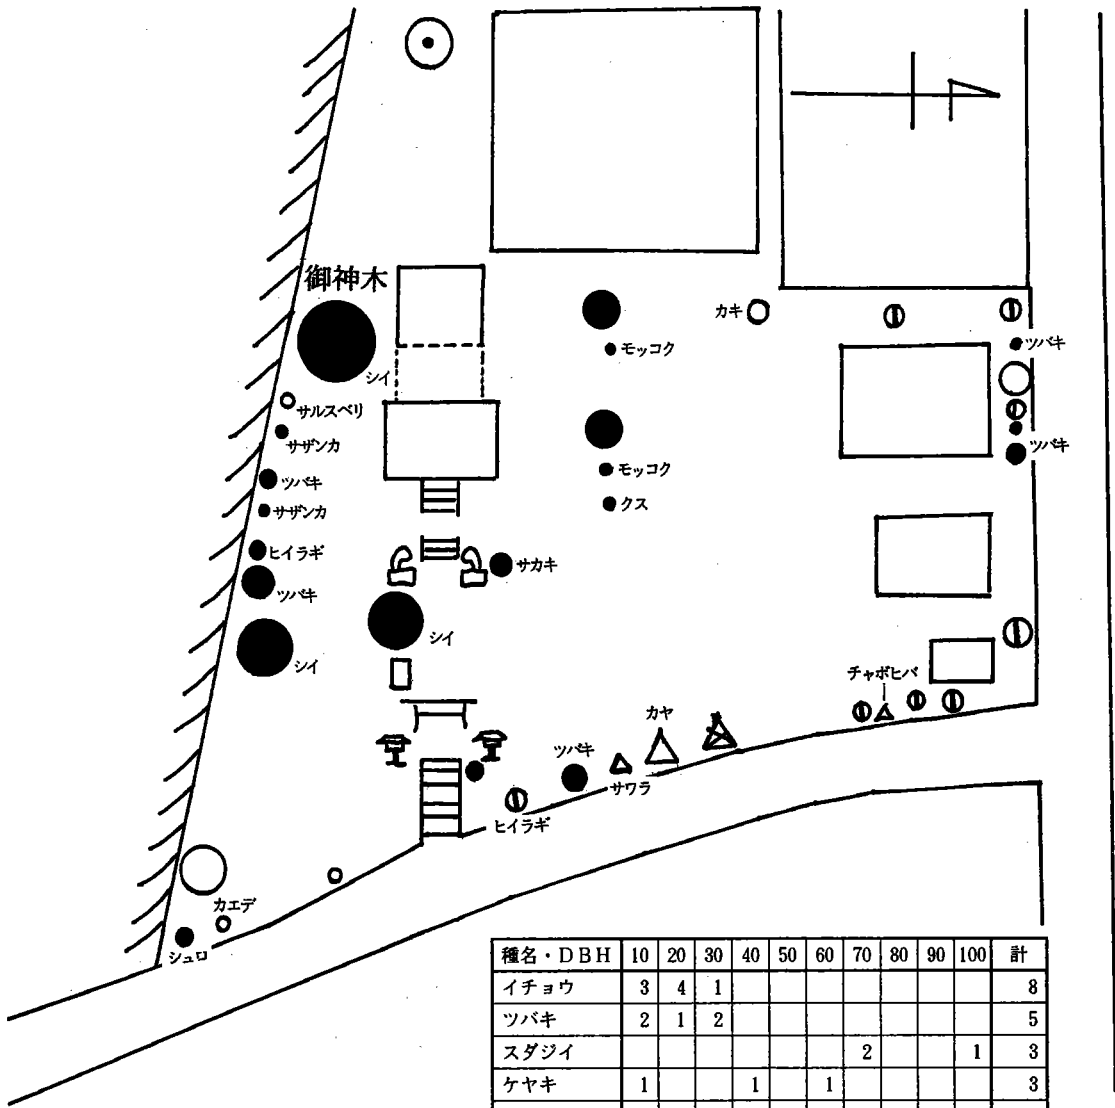 御神木
カキ
モッコク
ツバキ
シイ
サルスベリ
サザンカ
ツバキ
モッコク
ツバキ
サザンカ
クス
ヒイラギ
サカキ
ツバキ
シイ
シイ
チャボヒバ
カヤ
ツバキ
サワラ
ヒイラギ
カエデ
シュロ
種名・DBH 10 20 30 40 50 60 70 80 90 100 計
イチョウ 3 4 1 8
ツバキ 2 1 2 5
スダジイ 2 1 3
ケヤキ 1 1 1 3